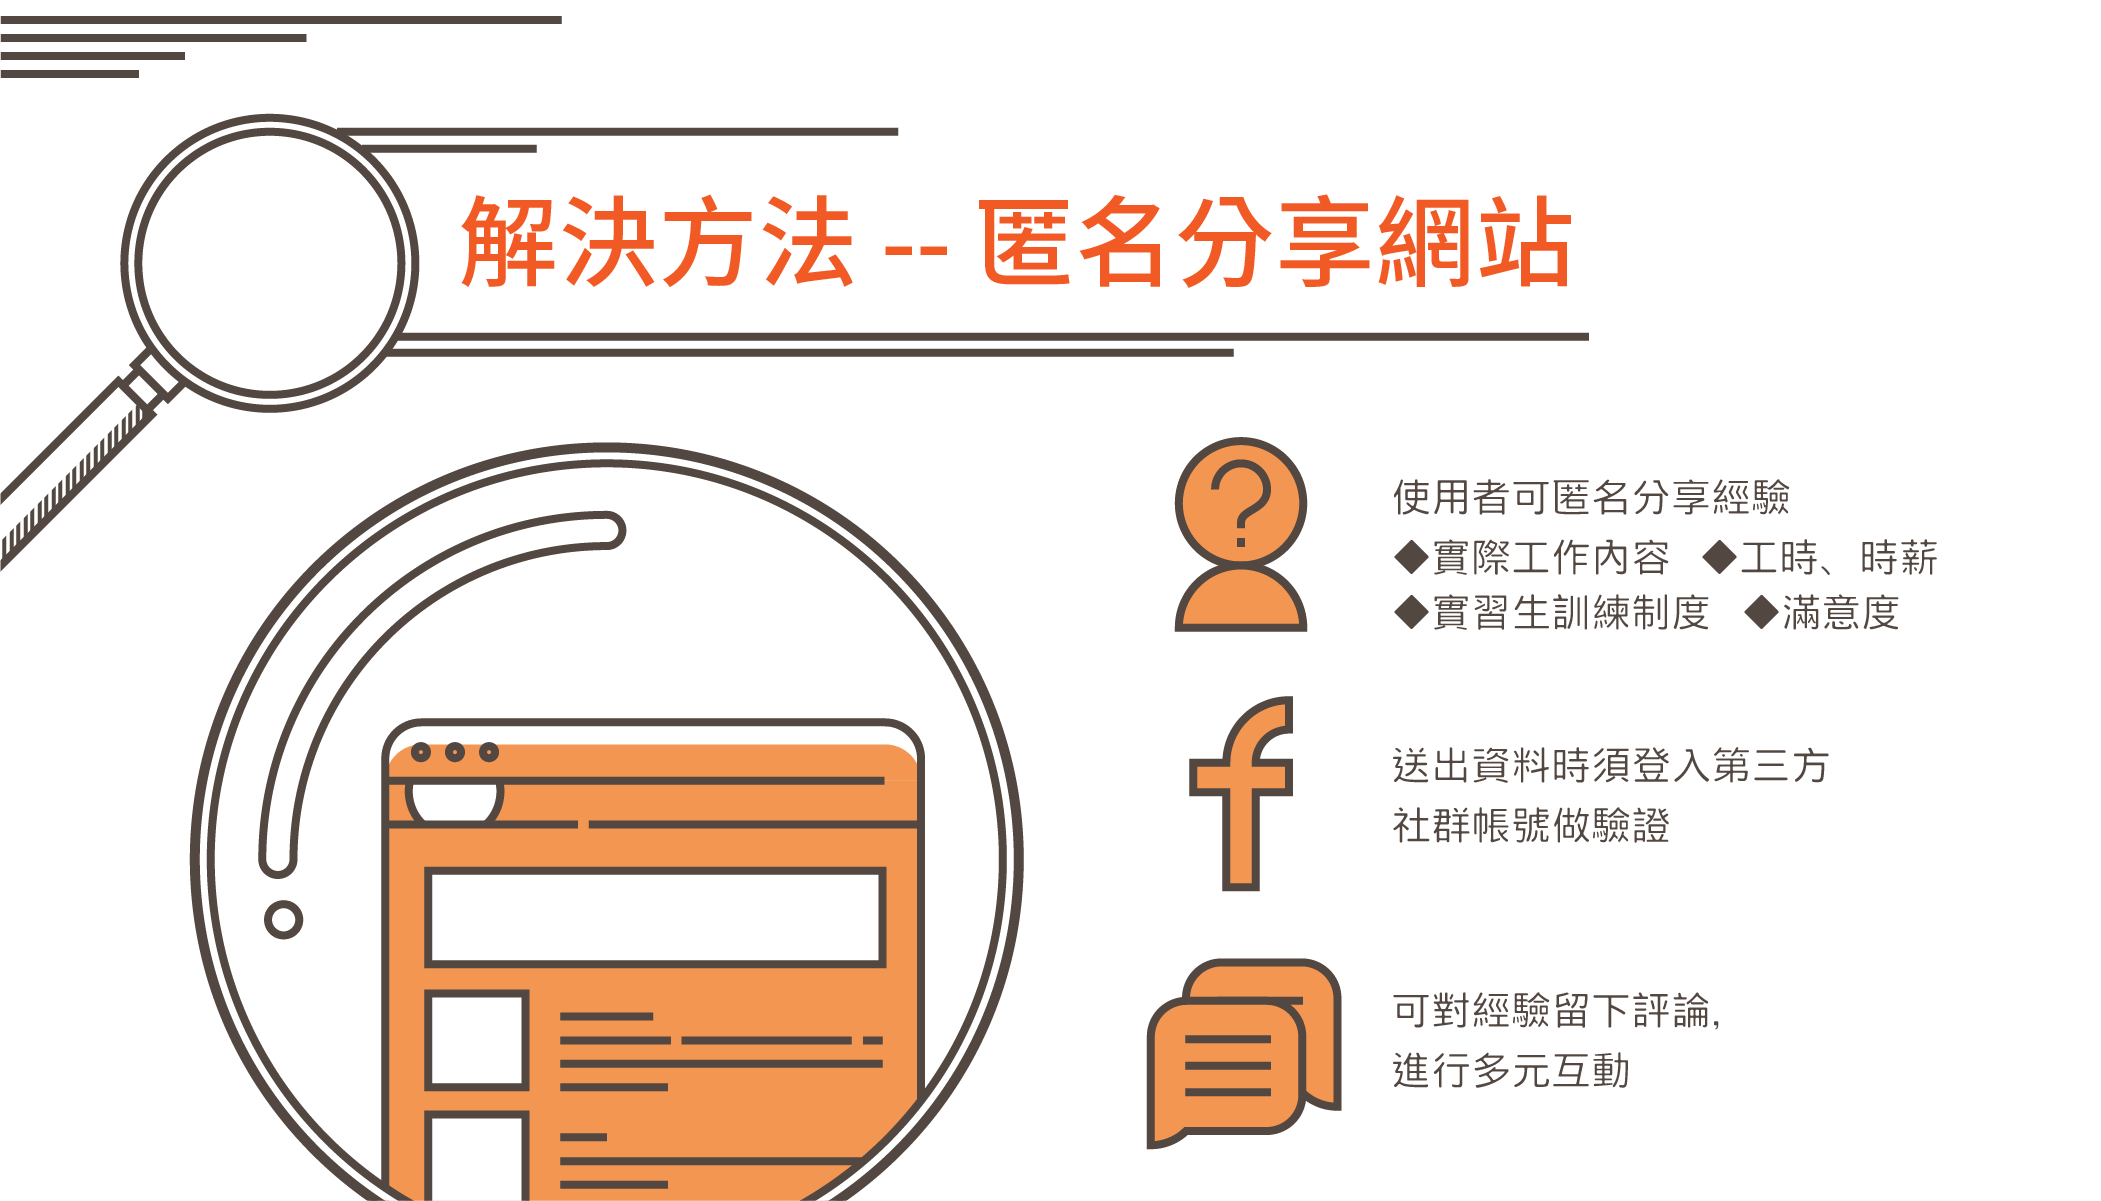 解決方法 -- 匿名分享網站
?
使用者可匿名分享經驗
◆實際工作內容 ◆工時、時薪
◆實習生訓練制度 ◆滿意度
f
送出資料時須登入第三方
社群帳號做驗證
可對經驗留下評論,
進行多元互動